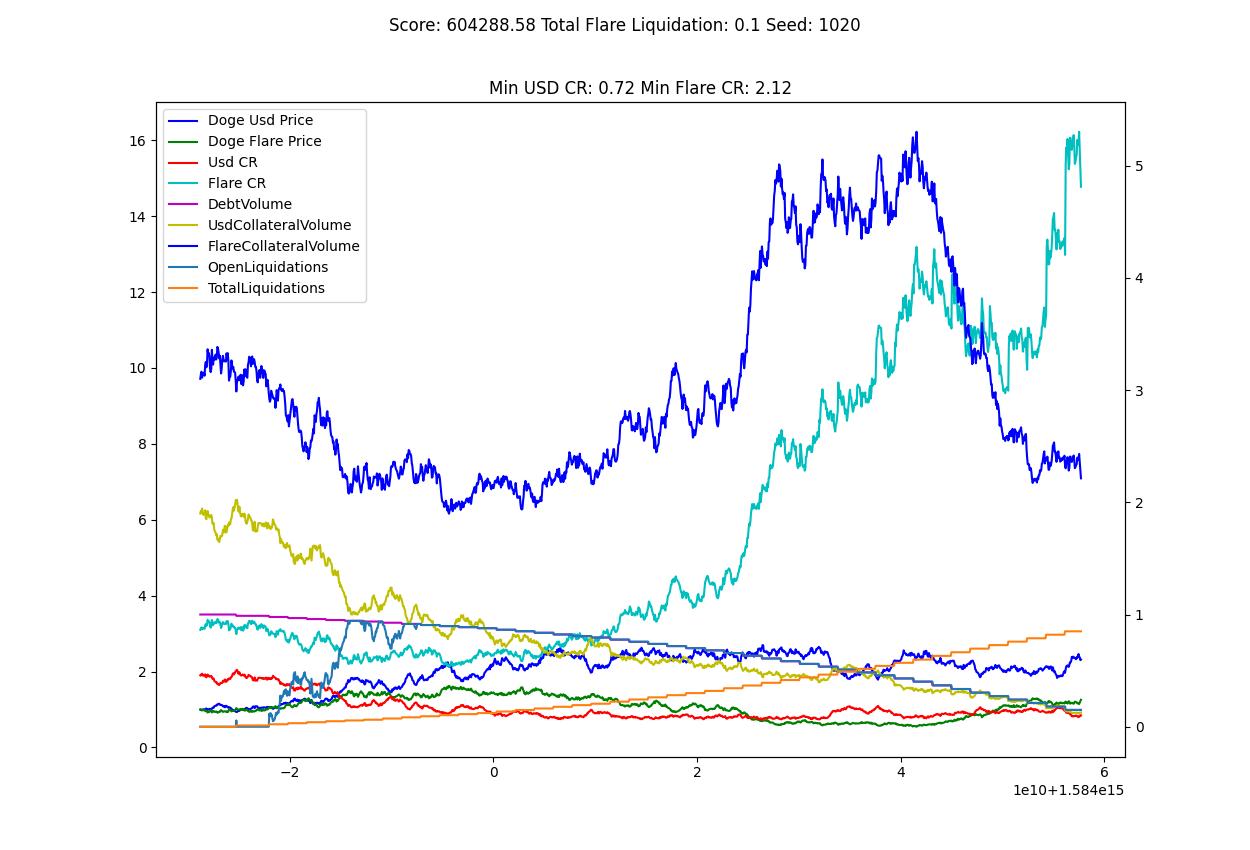 Score: 604288.58 Total Flare Liquidation: 0.1 Seed: 1020
Min USD CR: 0.72 Min Flare CR: 2.12
Doge Usd Price
Doge Flare Price
Usd CR
Flare CR
DebtVolume
UsdCollateralVolume
FlareCollateralVolume
OpenLiquidations
TotalLiquidations
16
14
12
10
8
6
4
2
0
5
4
3
2
1
0
−2
0
2
4
6
1e10+1.584e15